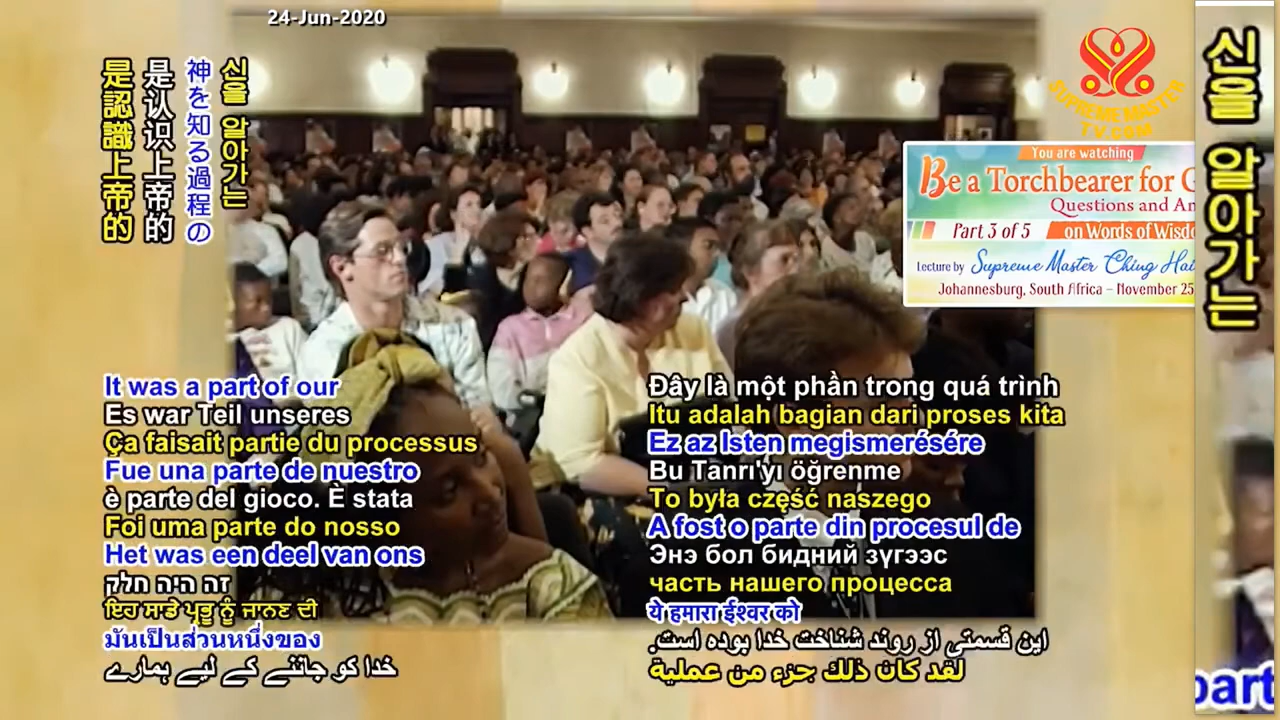 24-Jun-2020
신을 알아가는
神を知る過程の
是认识上帝的
是認識上帝的
SUPREME MASTER
TV.COM
You are watching
Be a Torchbearer for G
Questions and An
Part 3 of 5
on Words of Wisdo
Lecture by Supreme Master Ching Hai
Johannesburg, South Africa – November 25
It was a part of our
Es war Teil unseres
Ça faisait partie du processus
Fue una parte de nuestro
è parte del gioco. È stata
Foi uma parte do nosso
Het was een deel van ons
זה היה חלק
ਇਹ ਸਾਡੇ ਪ੍ਰਭੂ ਨੂੰ ਜਾਨਣ ਦੀ
มันเป็นส่วนหนึ่งของ
خدا کو جاننے کے لیے ہمارے
Đây là một phần trong quá trình
Itu adalah bagian dari proses kita
Ez az Isten megismerésére
Bu Tanrı'yı öğrenme
To była część naszego
A fost o parte din procesul de
Энэ бол бидний зүгээс
часть нашего процесса
ये हमारा ईश्वर को
این قسمتی از روند شناخت خدا بوده است.
لقد كان ذلك جزء من عملية
신을 알아가는
part